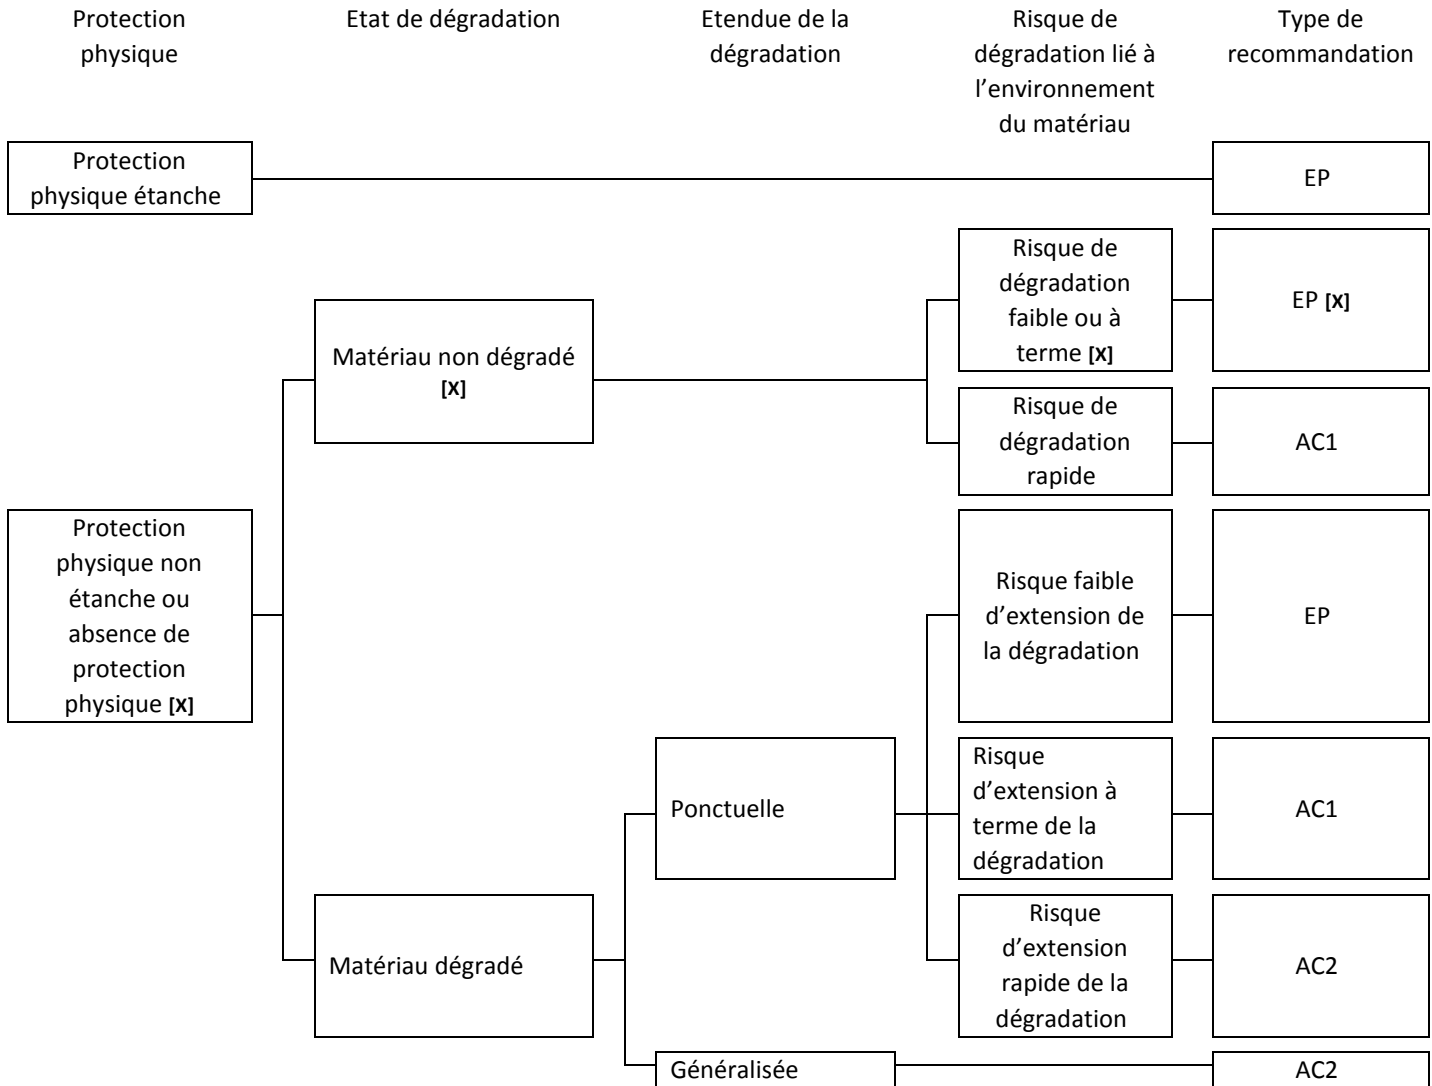 Protection
physique
Etat de dégradation
Etendue de la
dégradation
Risque de
dégradation lié à
l’environnement
du matériau
Type de
recommandation
Protection
physique étanche
EP
Risque de
dégradation
faible ou à
terme [X]
EP [X]
Matériau non dégradé
[X]
Risque de
dégradation
rapide
AC1
Protection
physique non
étanche ou
absence de
protection
physique [X]
Risque faible
d’extension de
la dégradation
EP
Ponctuelle
Risque
d’extension à
terme de la
dégradation
AC1
Matériau dégradé
Risque
d’extension
rapide de la
dégradation
AC2
Généralisée
AC2